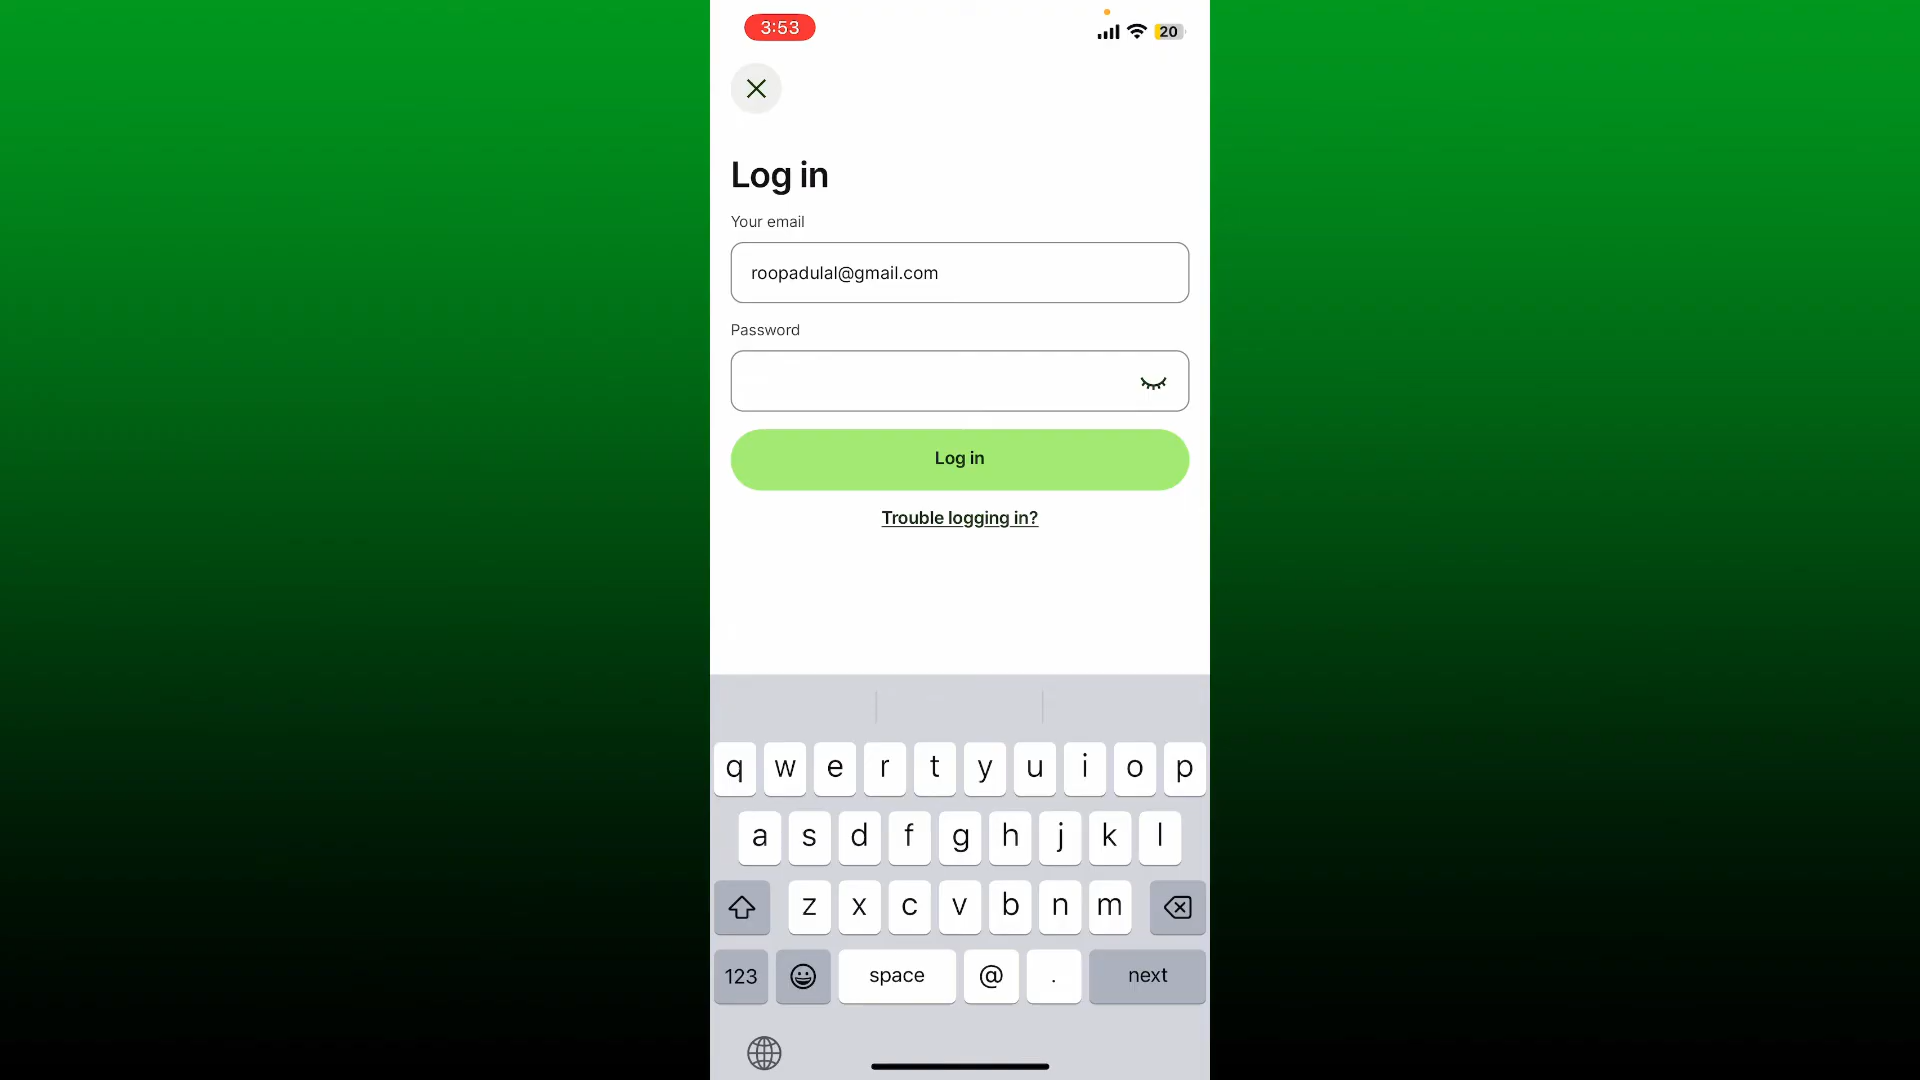 3:53
20
Log in
Your email
roopadulal@gmail.com
Password
Log in
Trouble logging in?
q w e r t y u i o p
a s d f g h j k l
z x c v b n m
123 space @ . next